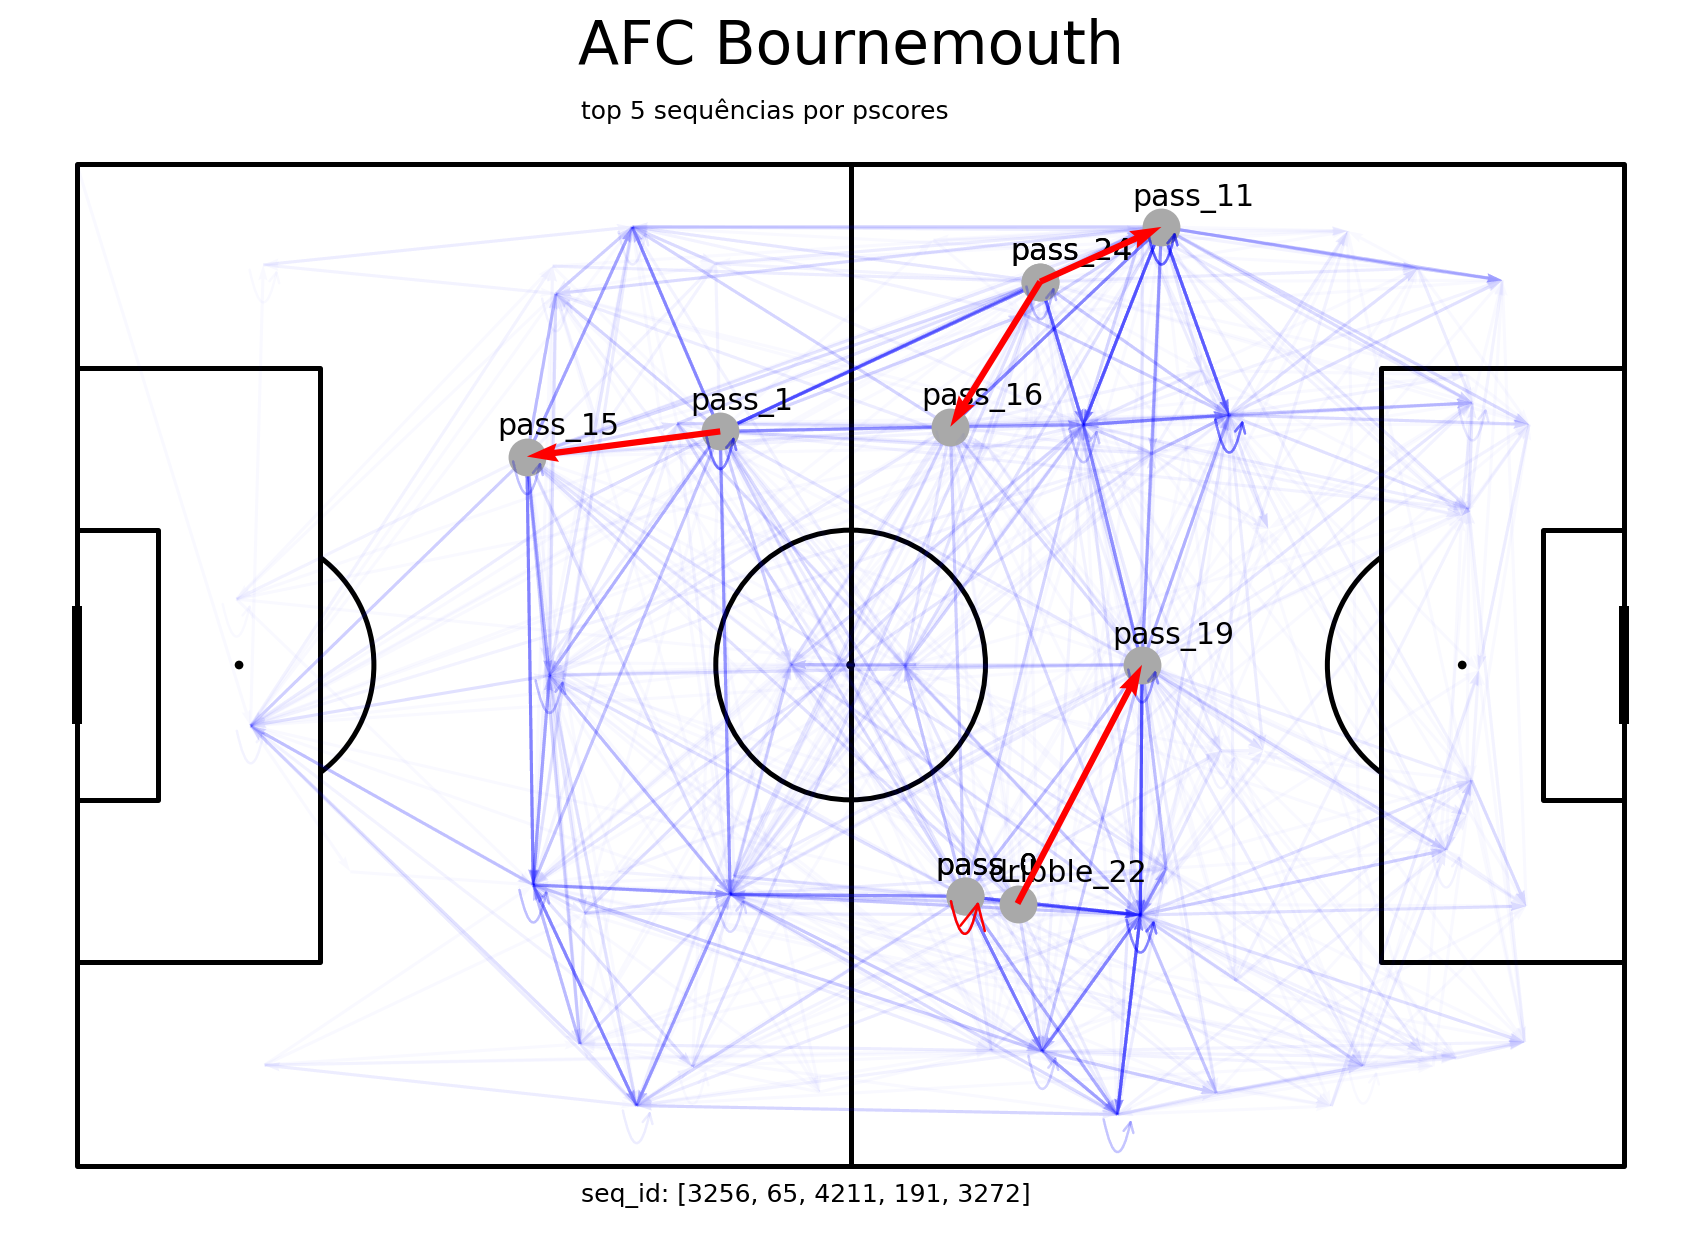 AFC Bournemouth
top 5 sequências por pscores
pass_11
pass_24
pass_16
pass_1
pass_15
pass_19
pass_0
dribble_22
seq_id: [3256, 65, 4211, 191, 3272]